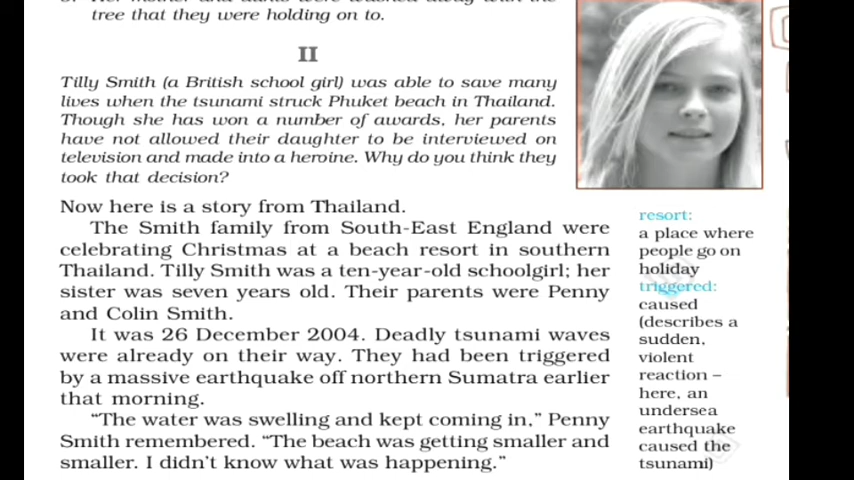 tree that they were holding on to.
II
Tilly Smith (a British school girl) was able to save many
lives when the tsunami struck Phuket beach in Thailand.
Though she has won a number of awards, her parents
have not allowed their daughter to be interviewed on
television and made into a heroine. Why do you think they
took that decision?
Now here is a story from Thailand.
The Smith family from South-East England were
celebrating Christmas at a beach resort in southern
Thailand. Tilly Smith was a ten-year-old schoolgirl; her
sister was seven years old. Their parents were Penny
and Colin Smith.
It was 26 December 2004. Deadly tsunami waves
were already on their way. They had been triggered
by a massive earthquake off northern Sumatra earlier
that morning.
“The water was swelling and kept coming in,” Penny
Smith remembered. “The beach was getting smaller and
smaller. I didn’t know what was happening.”
resort:
a place where
people go on
holiday
triggered:
caused
(describes a
sudden,
violent
reaction –
here, an
undersea
earthquake
caused the
tsunami)